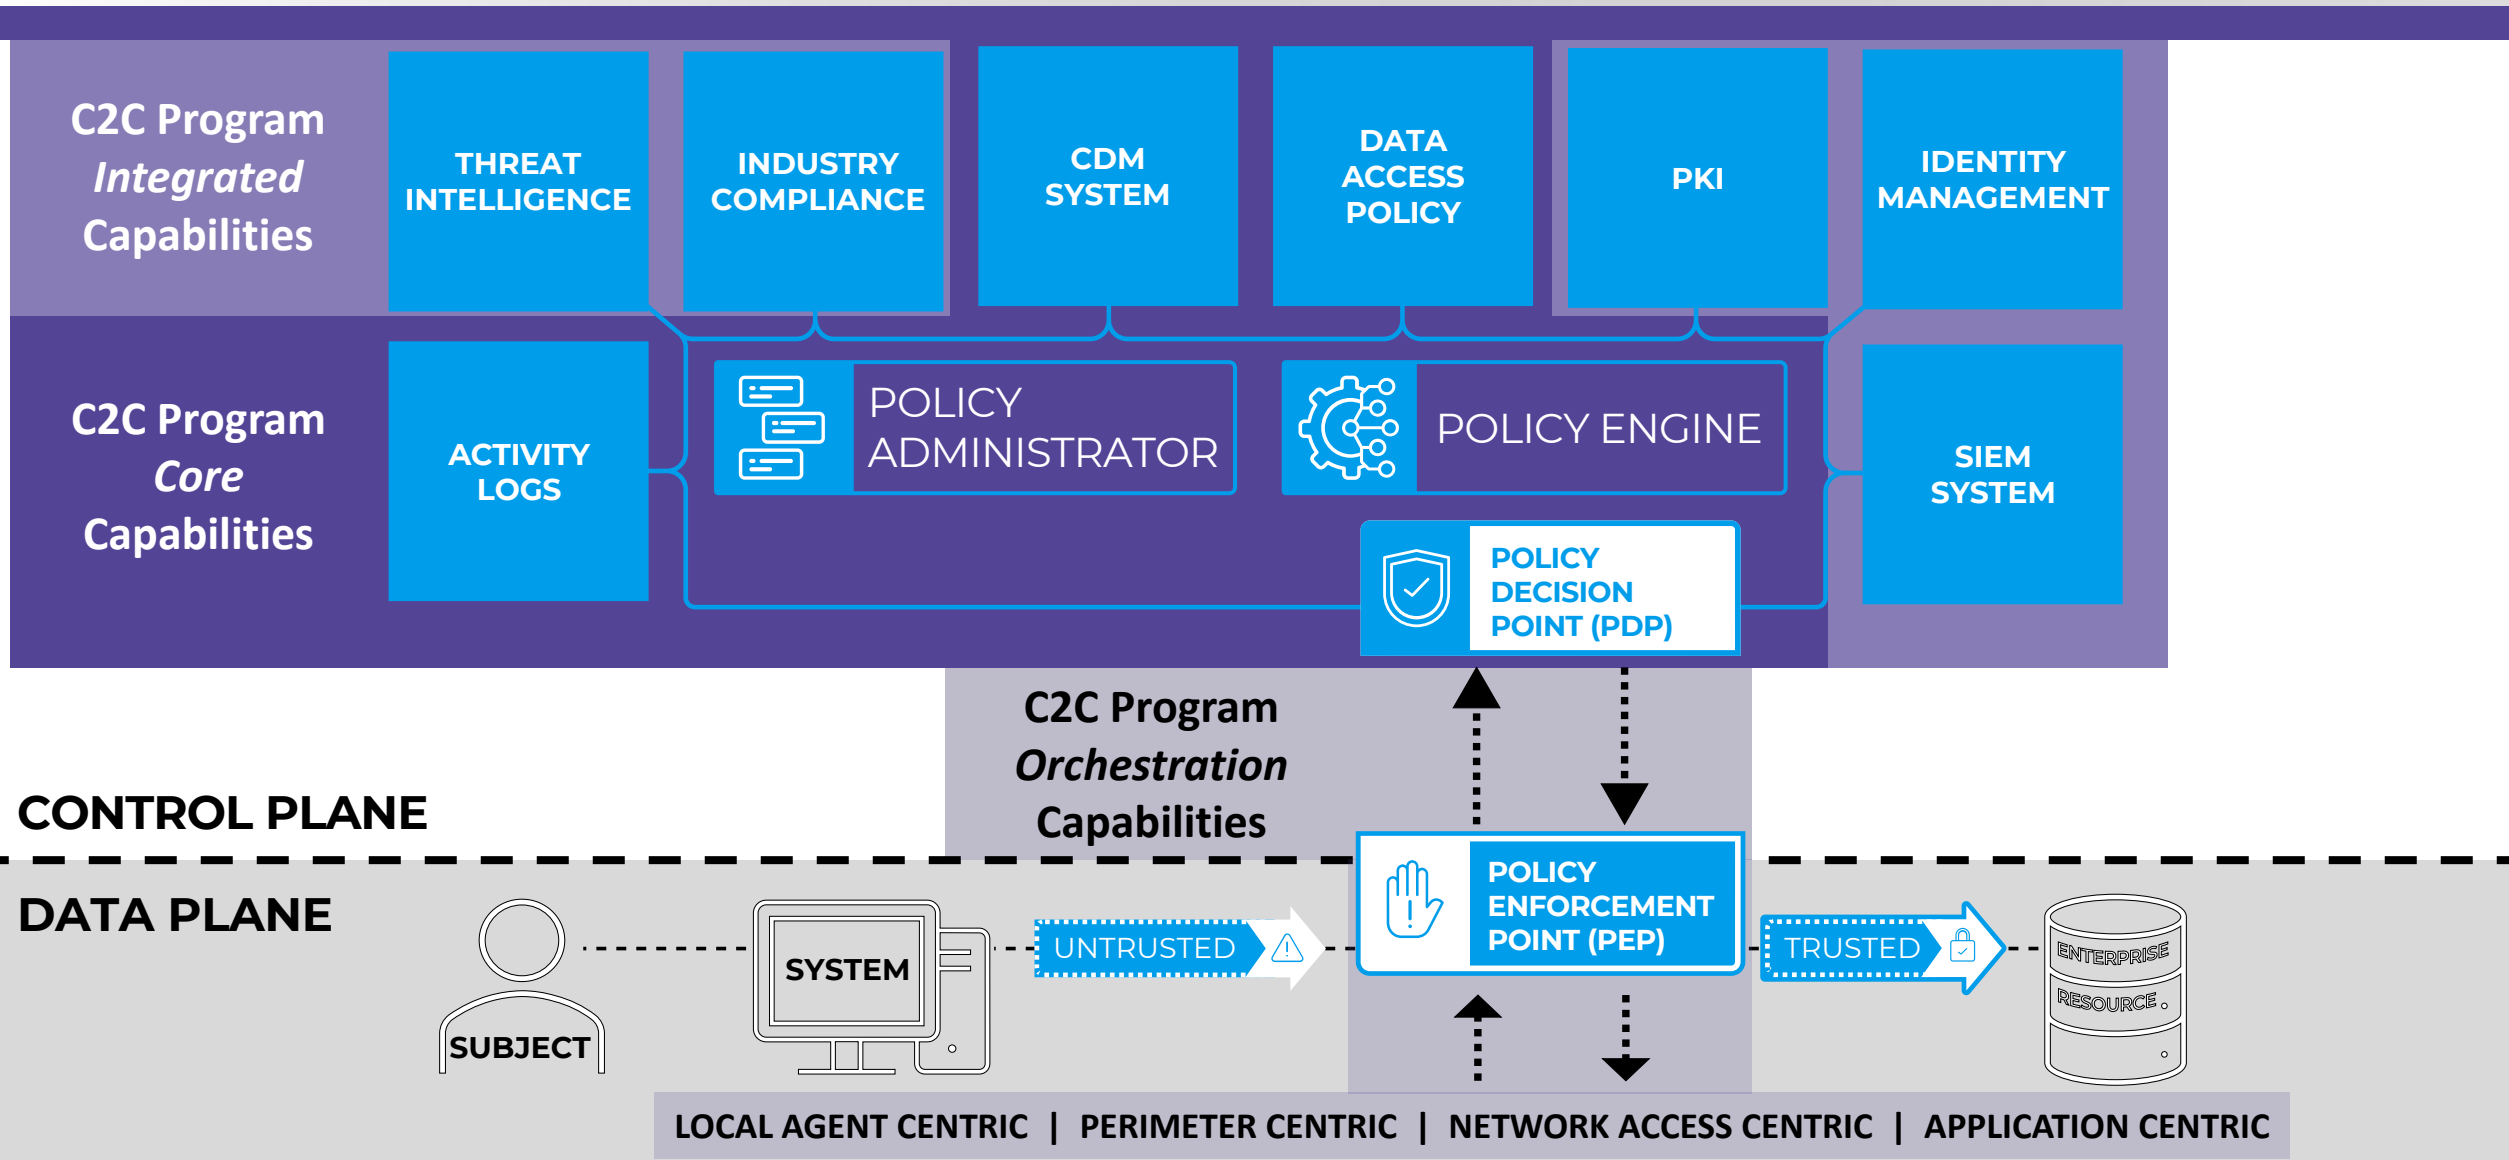 C2C Program
Integrated
Capabilities
THREAT
INTELLIGENCE
INDUSTRY
COMPLIANCE
CDM
SYSTEM
DATA
ACCESS
POLICY
PKI
IDENTITY
MANAGEMENT
C2C Program
Core
Capabilities
ACTIVITY
LOGS
POLICY
ADMINISTRATOR
POLICY ENGINE
SIEM
SYSTEM
POLICY
DECISION
POINT (PDP)
C2C Program
Orchestration
Capabilities
CONTROL PLANE
DATA PLANE
SUBJECT
SYSTEM
UNTRUSTED
POLICY
ENFORCEMENT
POINT (PEP)
TRUSTED
ENTERPRISE
RESOURCE
LOCAL AGENT CENTRIC | PERIMETER CENTRIC | NETWORK ACCESS CENTRIC | APPLICATION CENTRIC